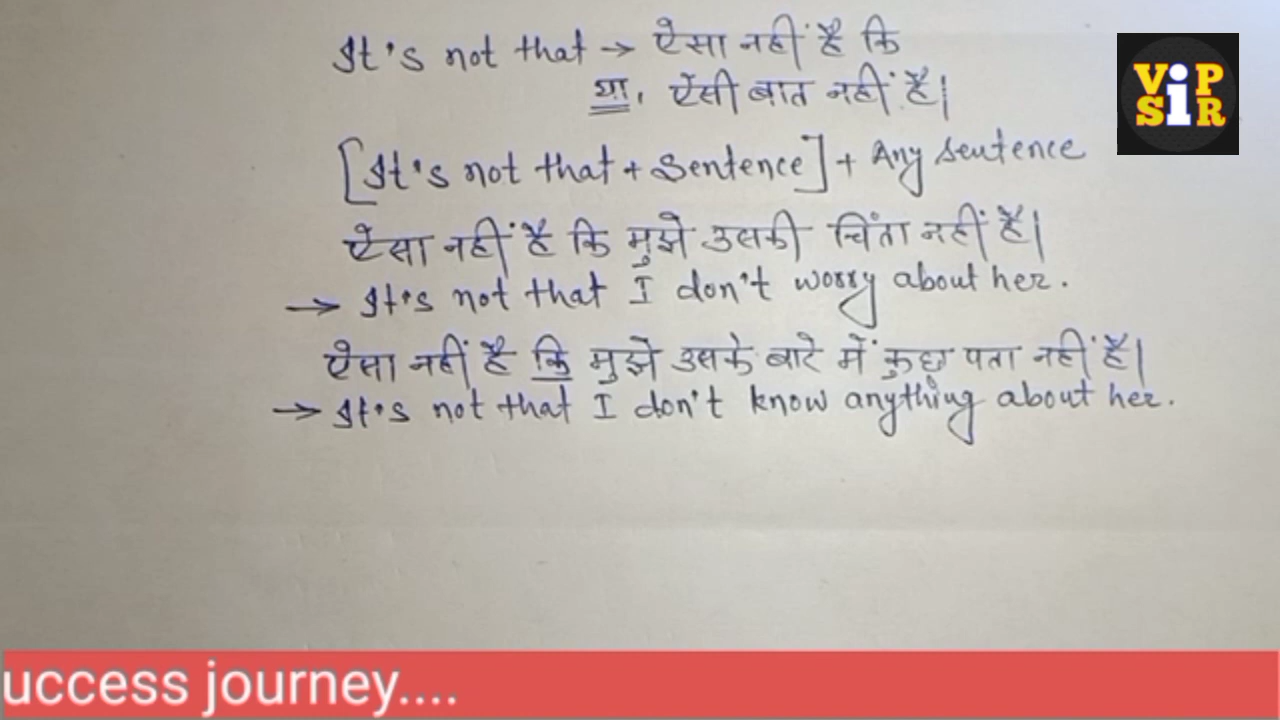 It's not that → ऐसा नहीं है कि
या, ऐसी बात नहीं है।
[It's not that + Sentence] + Any sentence
ऐसा नहीं है कि मुझे उसकी चिंता नहीं है।
→ It's not that I don't worry about her.
ऐसा नहीं है कि मुझे उसके बारे में कुछ पता नहीं है।
→ It's not that I don't know anything about her.
ViP
SiR
uccess journey....